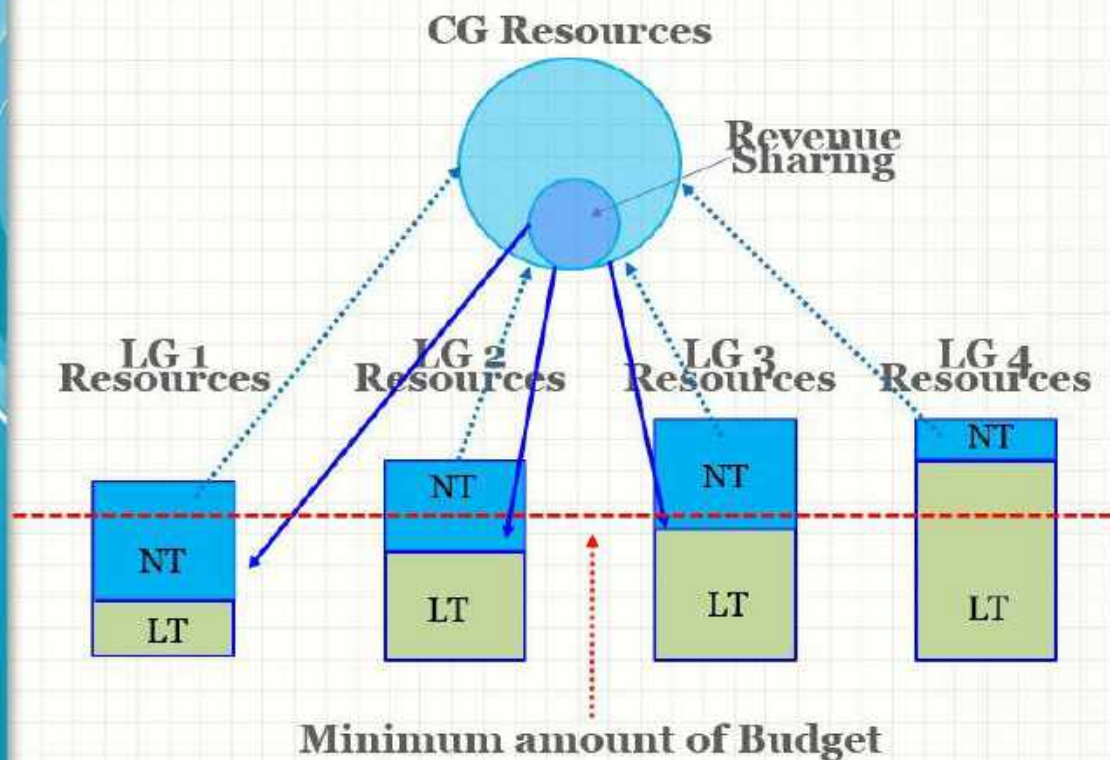 CG Resources
Revenue
Sharing
LG 1
Resources
LG 2
Resources
LG 3
Resources
LG 4
Resources
NT
LT
NT
LT
NT
LT
NT
LT
Minimum amount of Budget